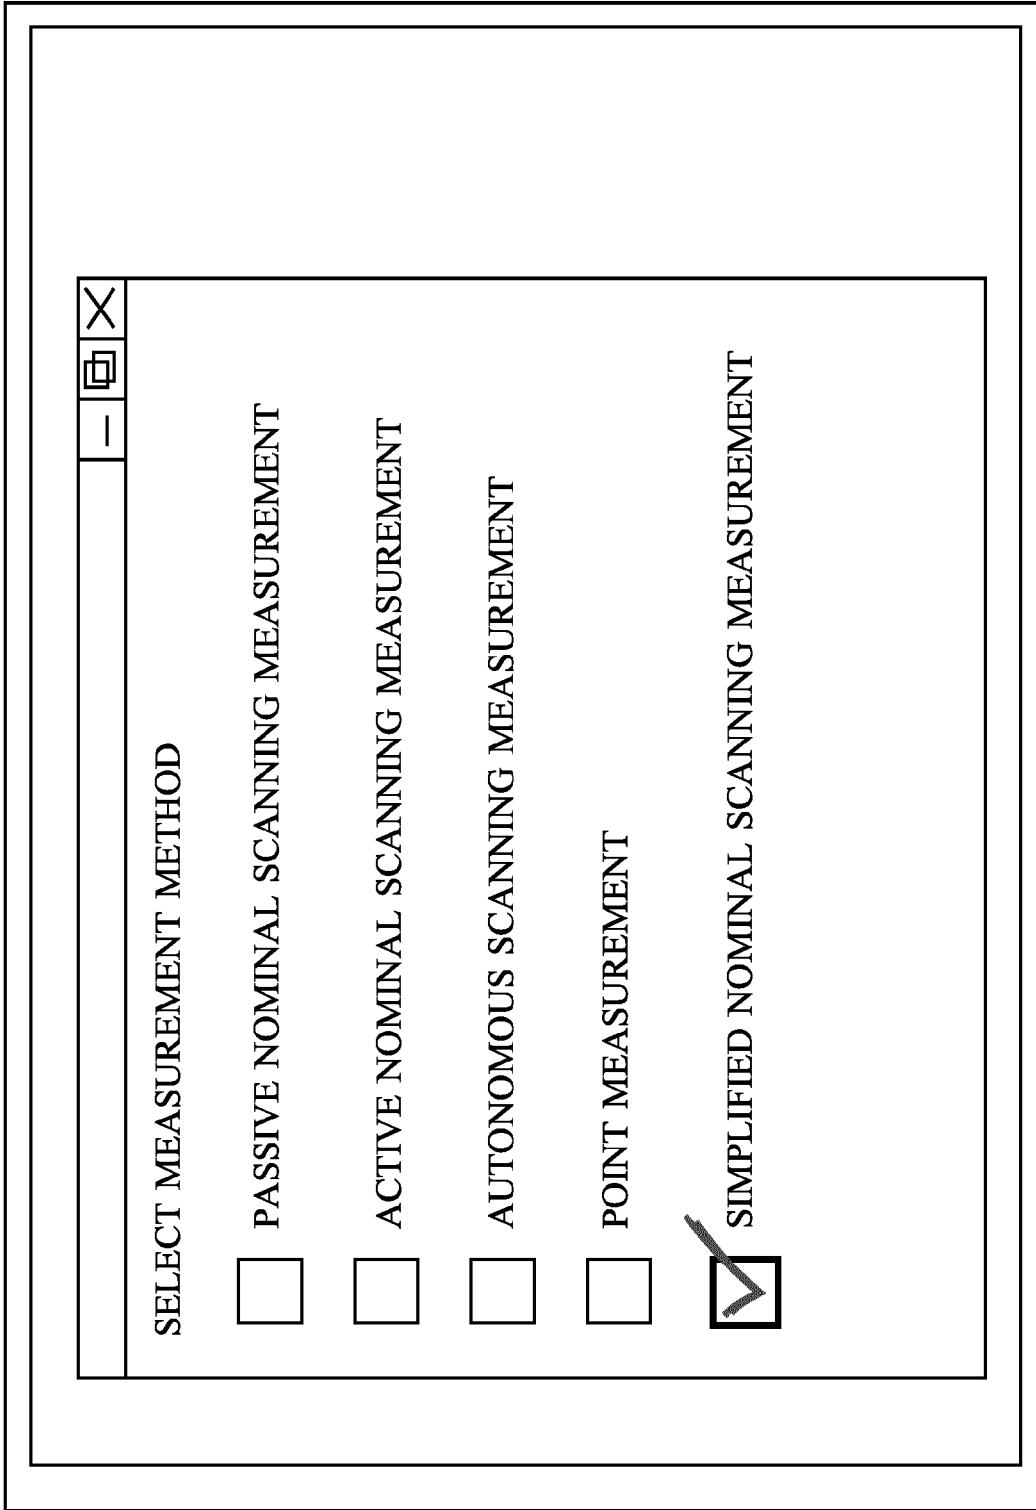 SELECT MEASUREMENT METHOD
PASSIVE NOMINAL SCANNING MEASUREMENT
ACTIVE NOMINAL SCANNING MEASUREMENT
AUTONOMOUS SCANNING MEASUREMENT
POINT MEASUREMENT
SIMPLIFIED NOMINAL SCANNING MEASUREMENT